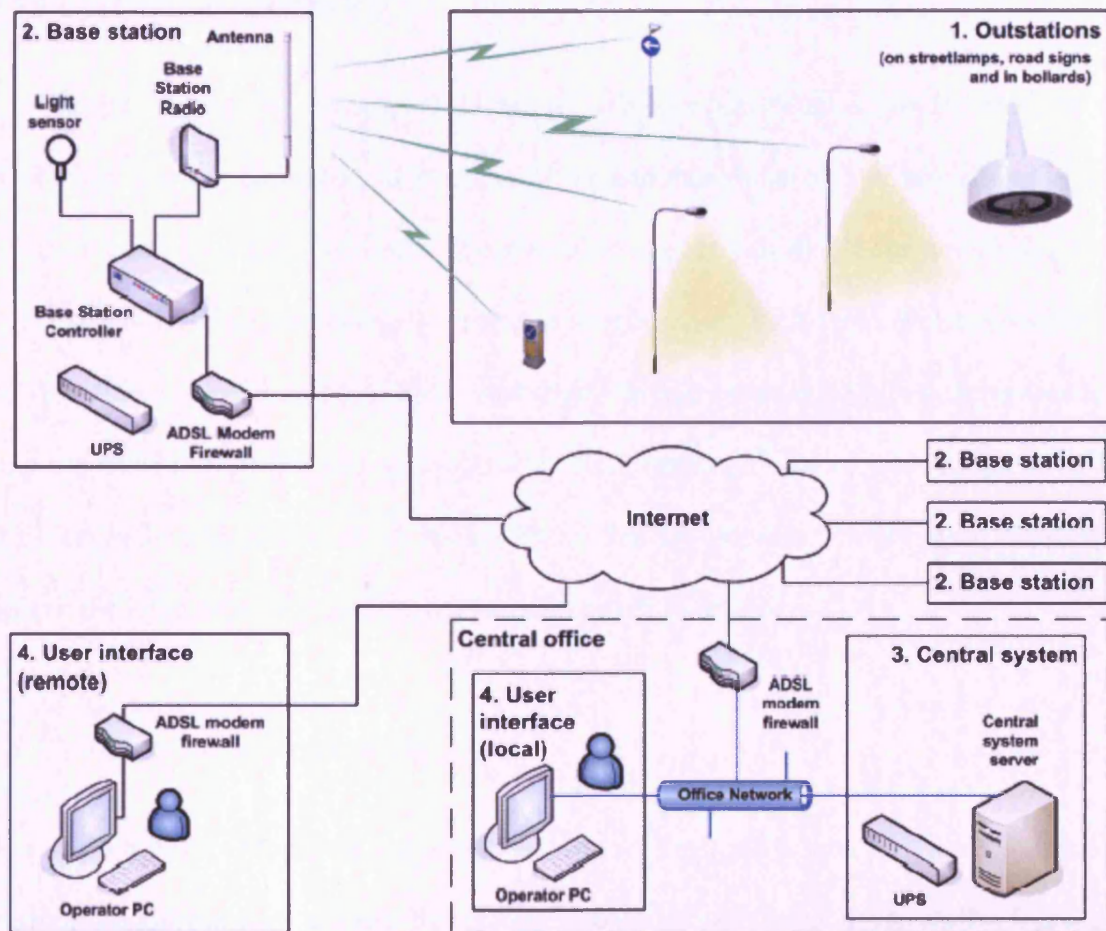 2. Base station
Antenna
Base
Station
Radio
Light
sensor
Base Station
Controller
UPS
ADSL Modem
Firewall
1. Outstations
(on streetlamps, road signs
and in bollards)
Internet
2. Base station
2. Base station
2. Base station
4. User interface
(remote)
ADSL modem
firewall
Operator PC
Central office
4. User
interface
(local)
Operator PC
ADSL
modem
firewall
Office Network
3. Central system
Central
system
server
UPS